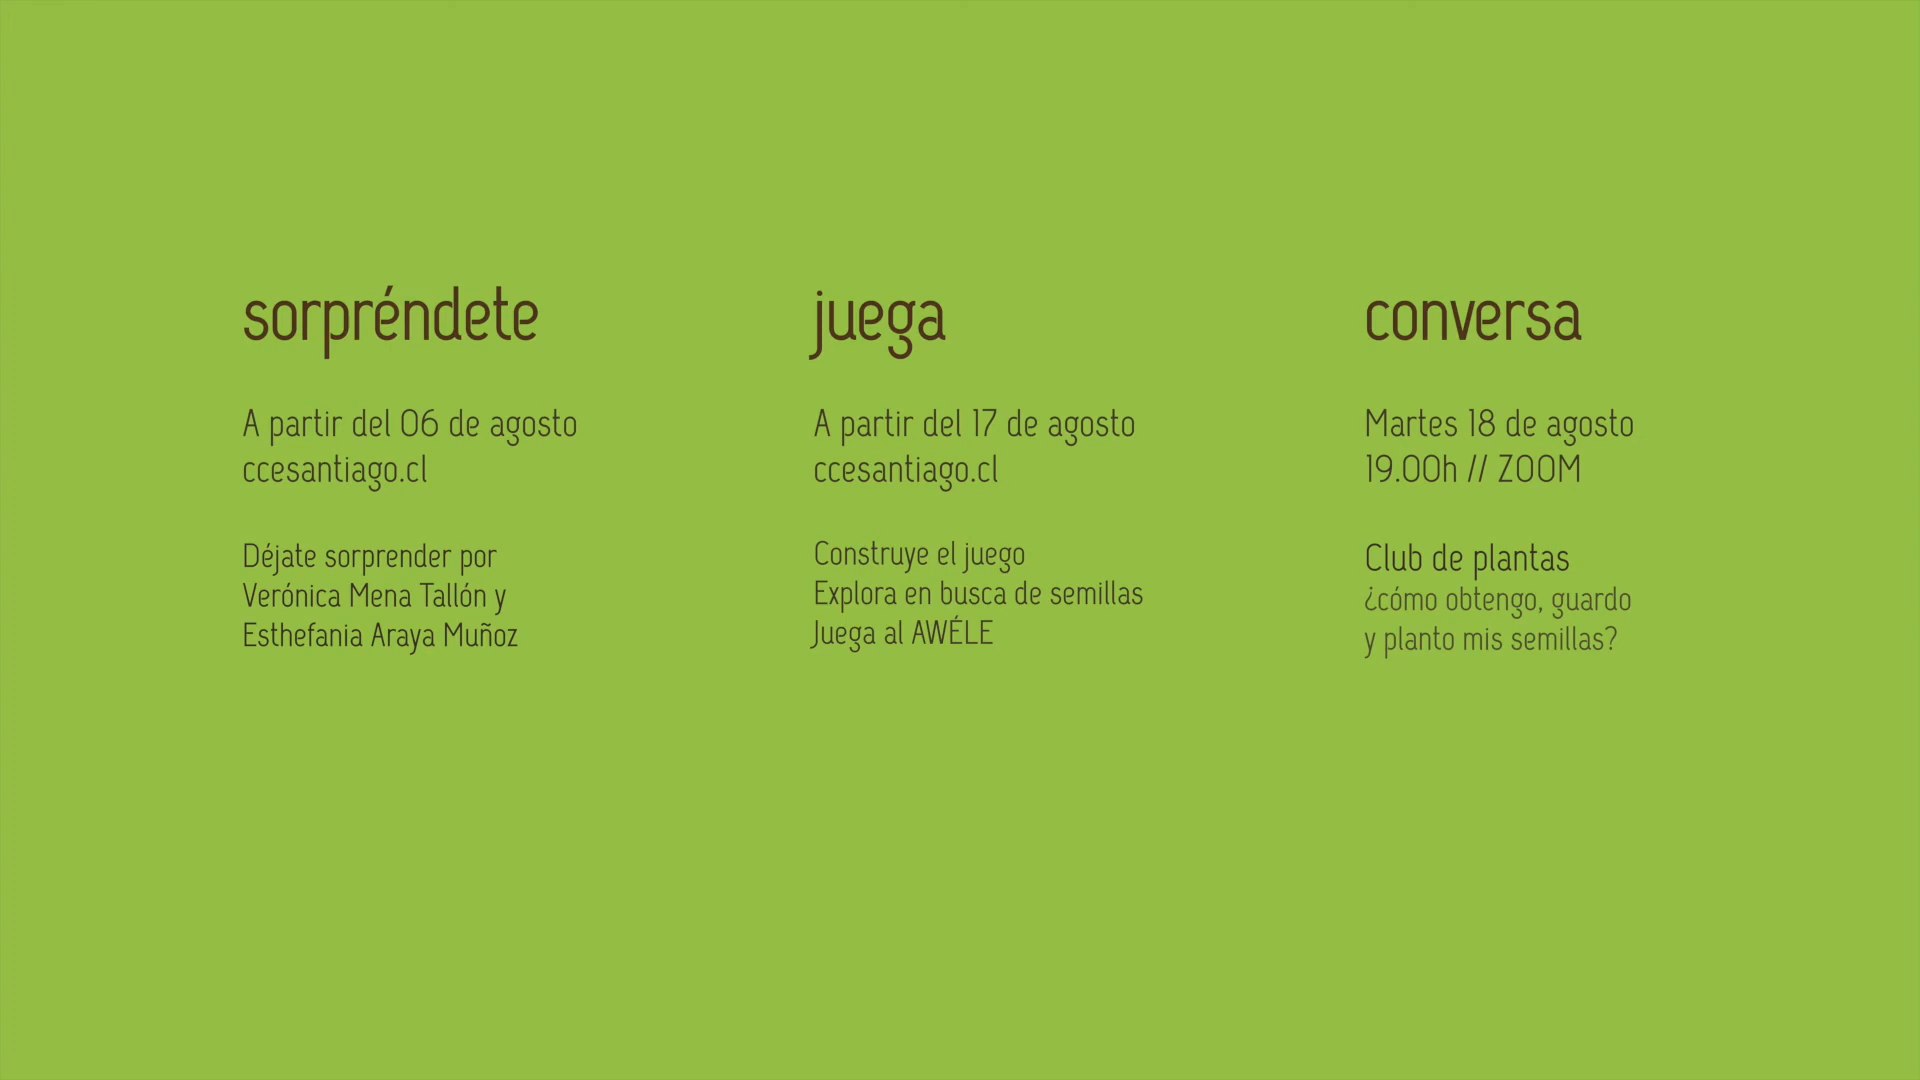 sorpréndete
A partir del 06 de agosto
ccesantiago.cl
Déjate sorprender por
Verónica Mena Tallón y
Esthefania Araya Muñoz
juega
A partir del 17 de agosto
ccesantiago.cl
Construye el juego
Explora en busca de semillas
Juega al AWÉLE
conversa
Martes 18 de agosto
19.00h // ZOOM
Club de plantas
¿cómo obtengo, guardo
y planto mis semillas?